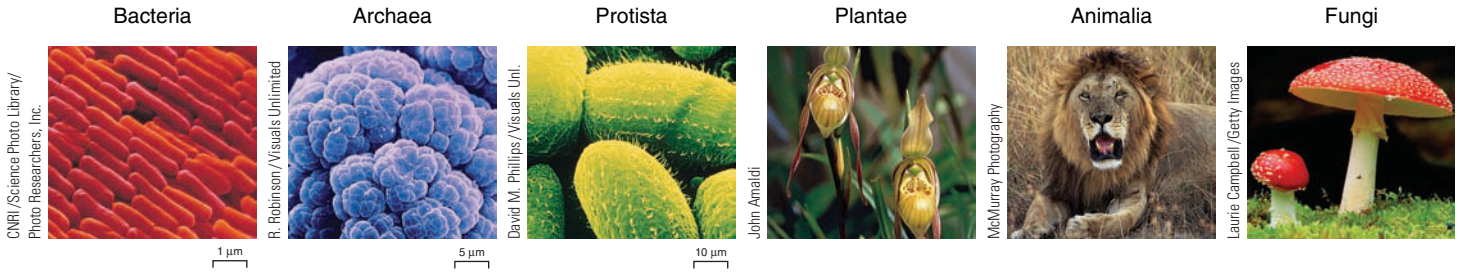 Bacteria
Archaea
Protista
Plantae
Animalia
Fungi
CNRI/Science Photo Library/
Photo Researchers, Inc.
R. Robinson/Visuals Unlimited
David M. Phillips/Visuals Unl.
John Arnaldi
McMurray Photography
Laurie Campbell/Getty Images
1 μm
5 μm
10 μm